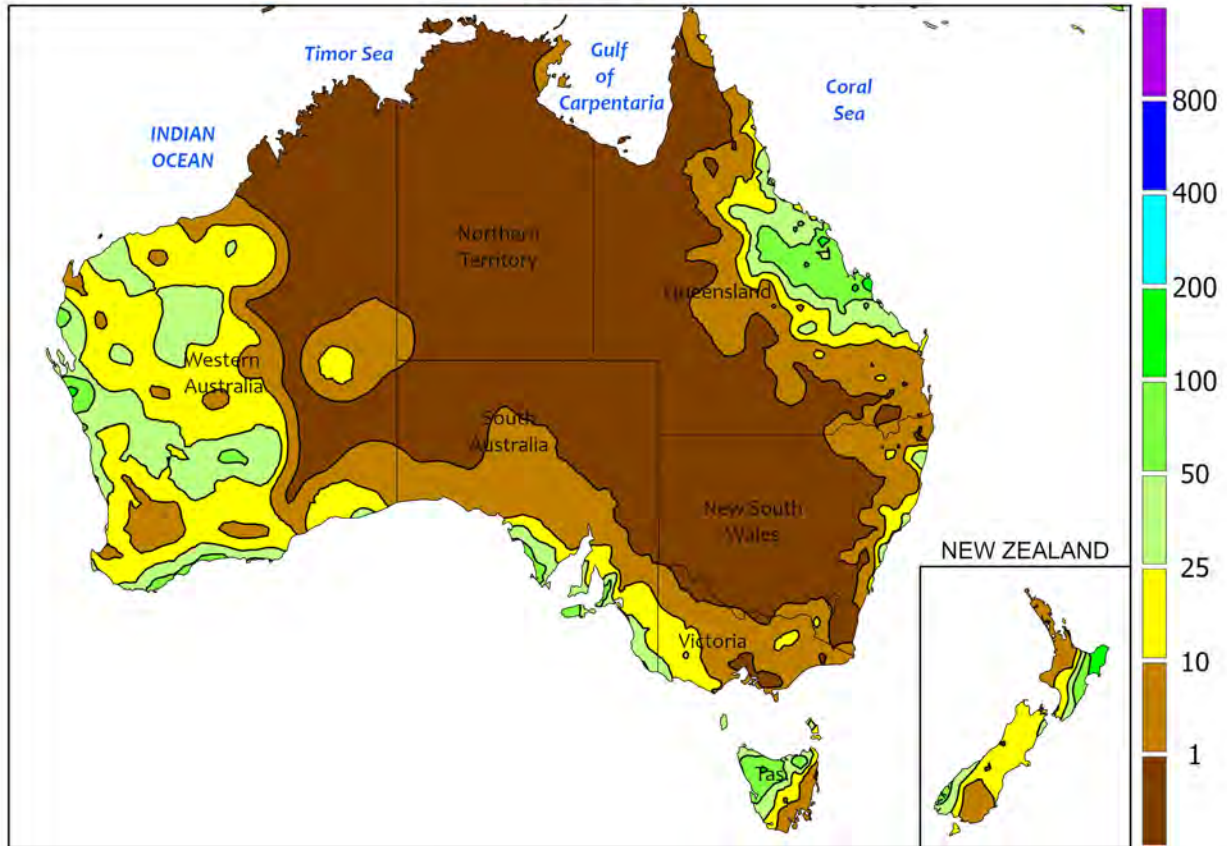 Timor Sea
Gulf
of
Carpentaria
Coral
Sea
INDIAN
OCEAN
Northern
Territory
Queensland
Western
Australia
South
Australia
New South
Wales
Victoria
Tas
NEW ZEALAND
800
400
200
100
50
25
10
1